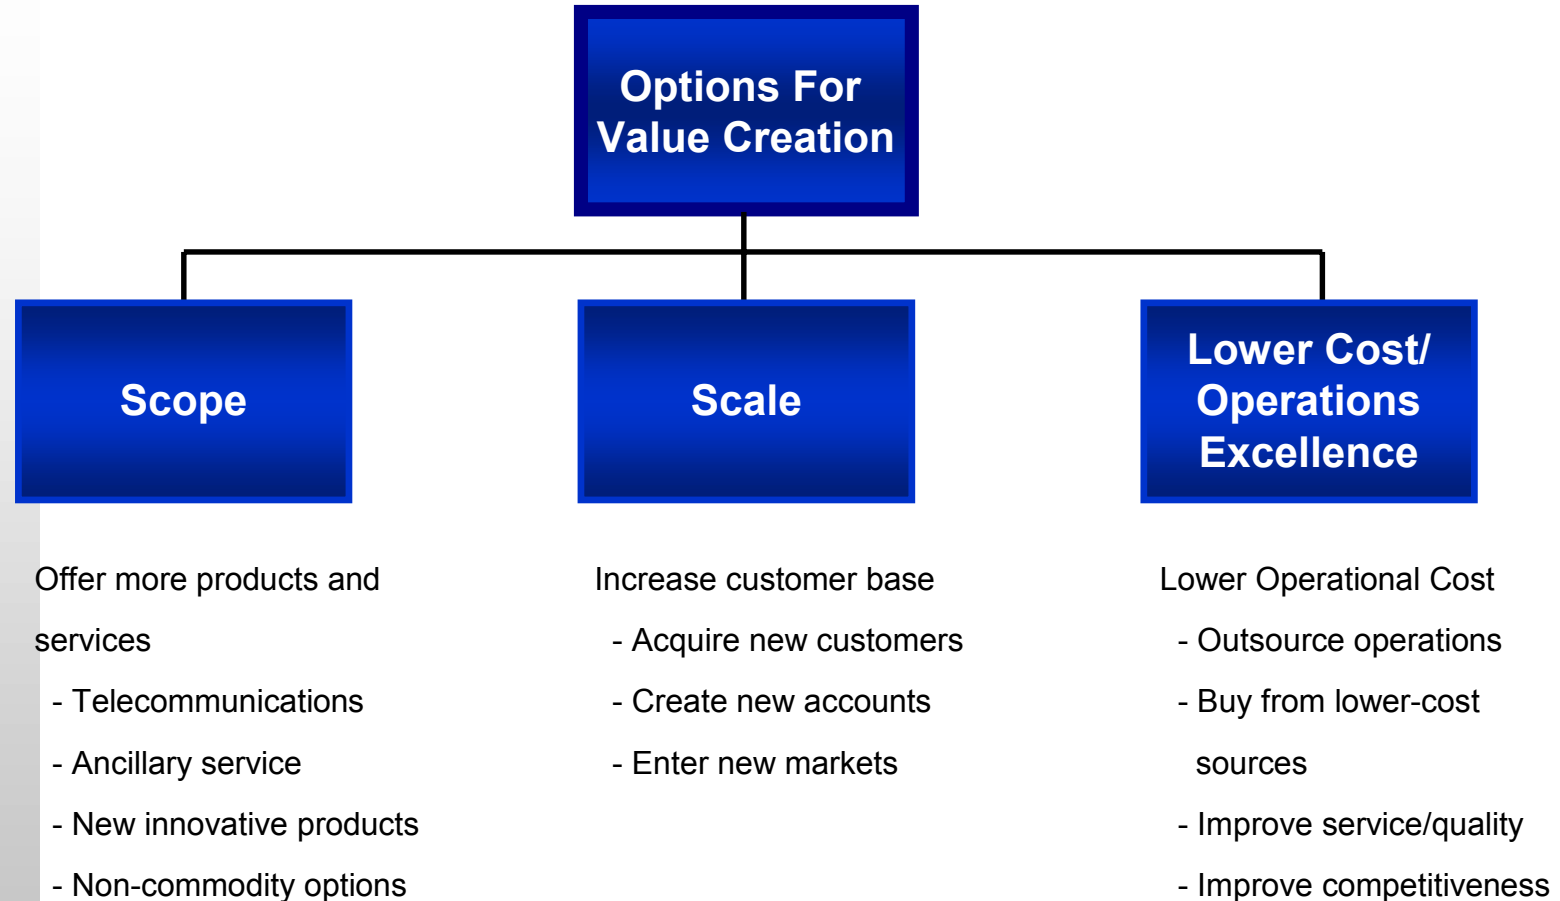 Options For
Value Creation
Scope
Scale
Lower Cost/
Operations
Excellence
Offer more products and
services
- Telecommunications
- Ancillary service
- New innovative products
- Non-commodity options
Increase customer base
- Acquire new customers
- Create new accounts
- Enter new markets
Lower Operational Cost
- Outsource operations
- Buy from lower-cost
sources
- Improve service/quality
- Improve competitiveness